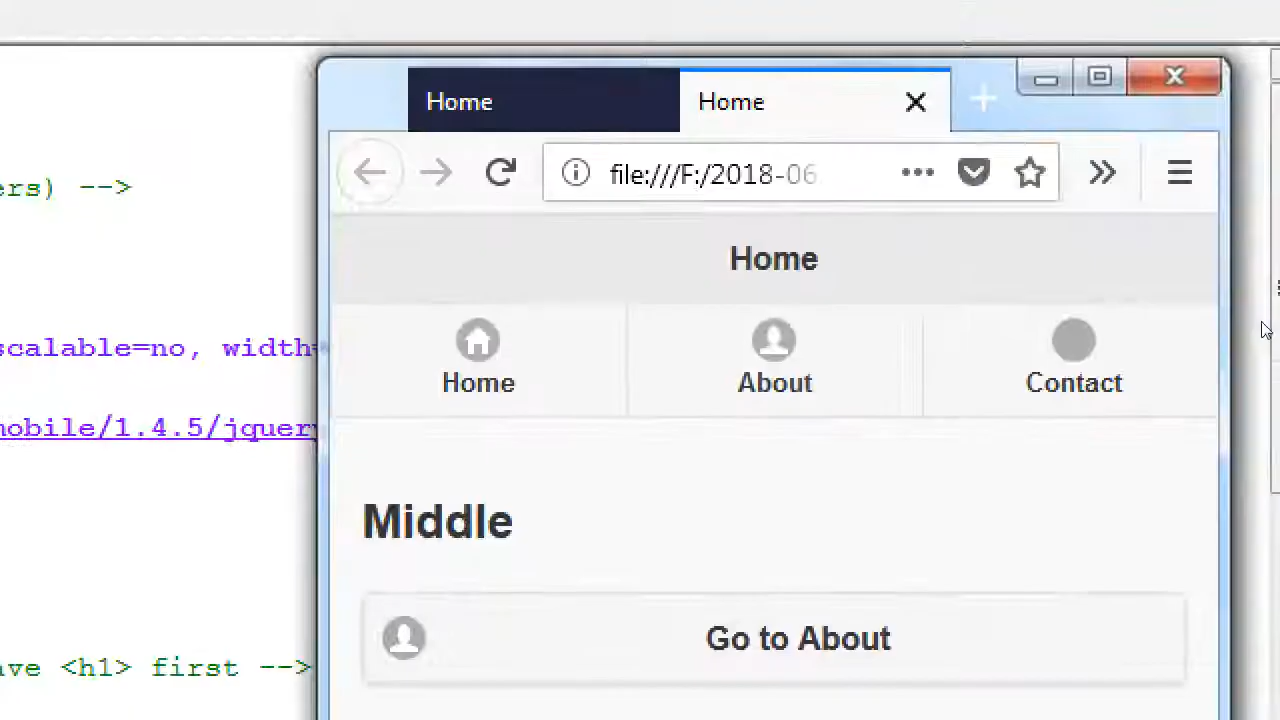 Home
Home
file:///F:/2018-06
ers) -->
Home
scalable=no, width=
Home
About
Contact
mobile/1.4.5/jquery
Middle
Go to About
ave <h1> first -->